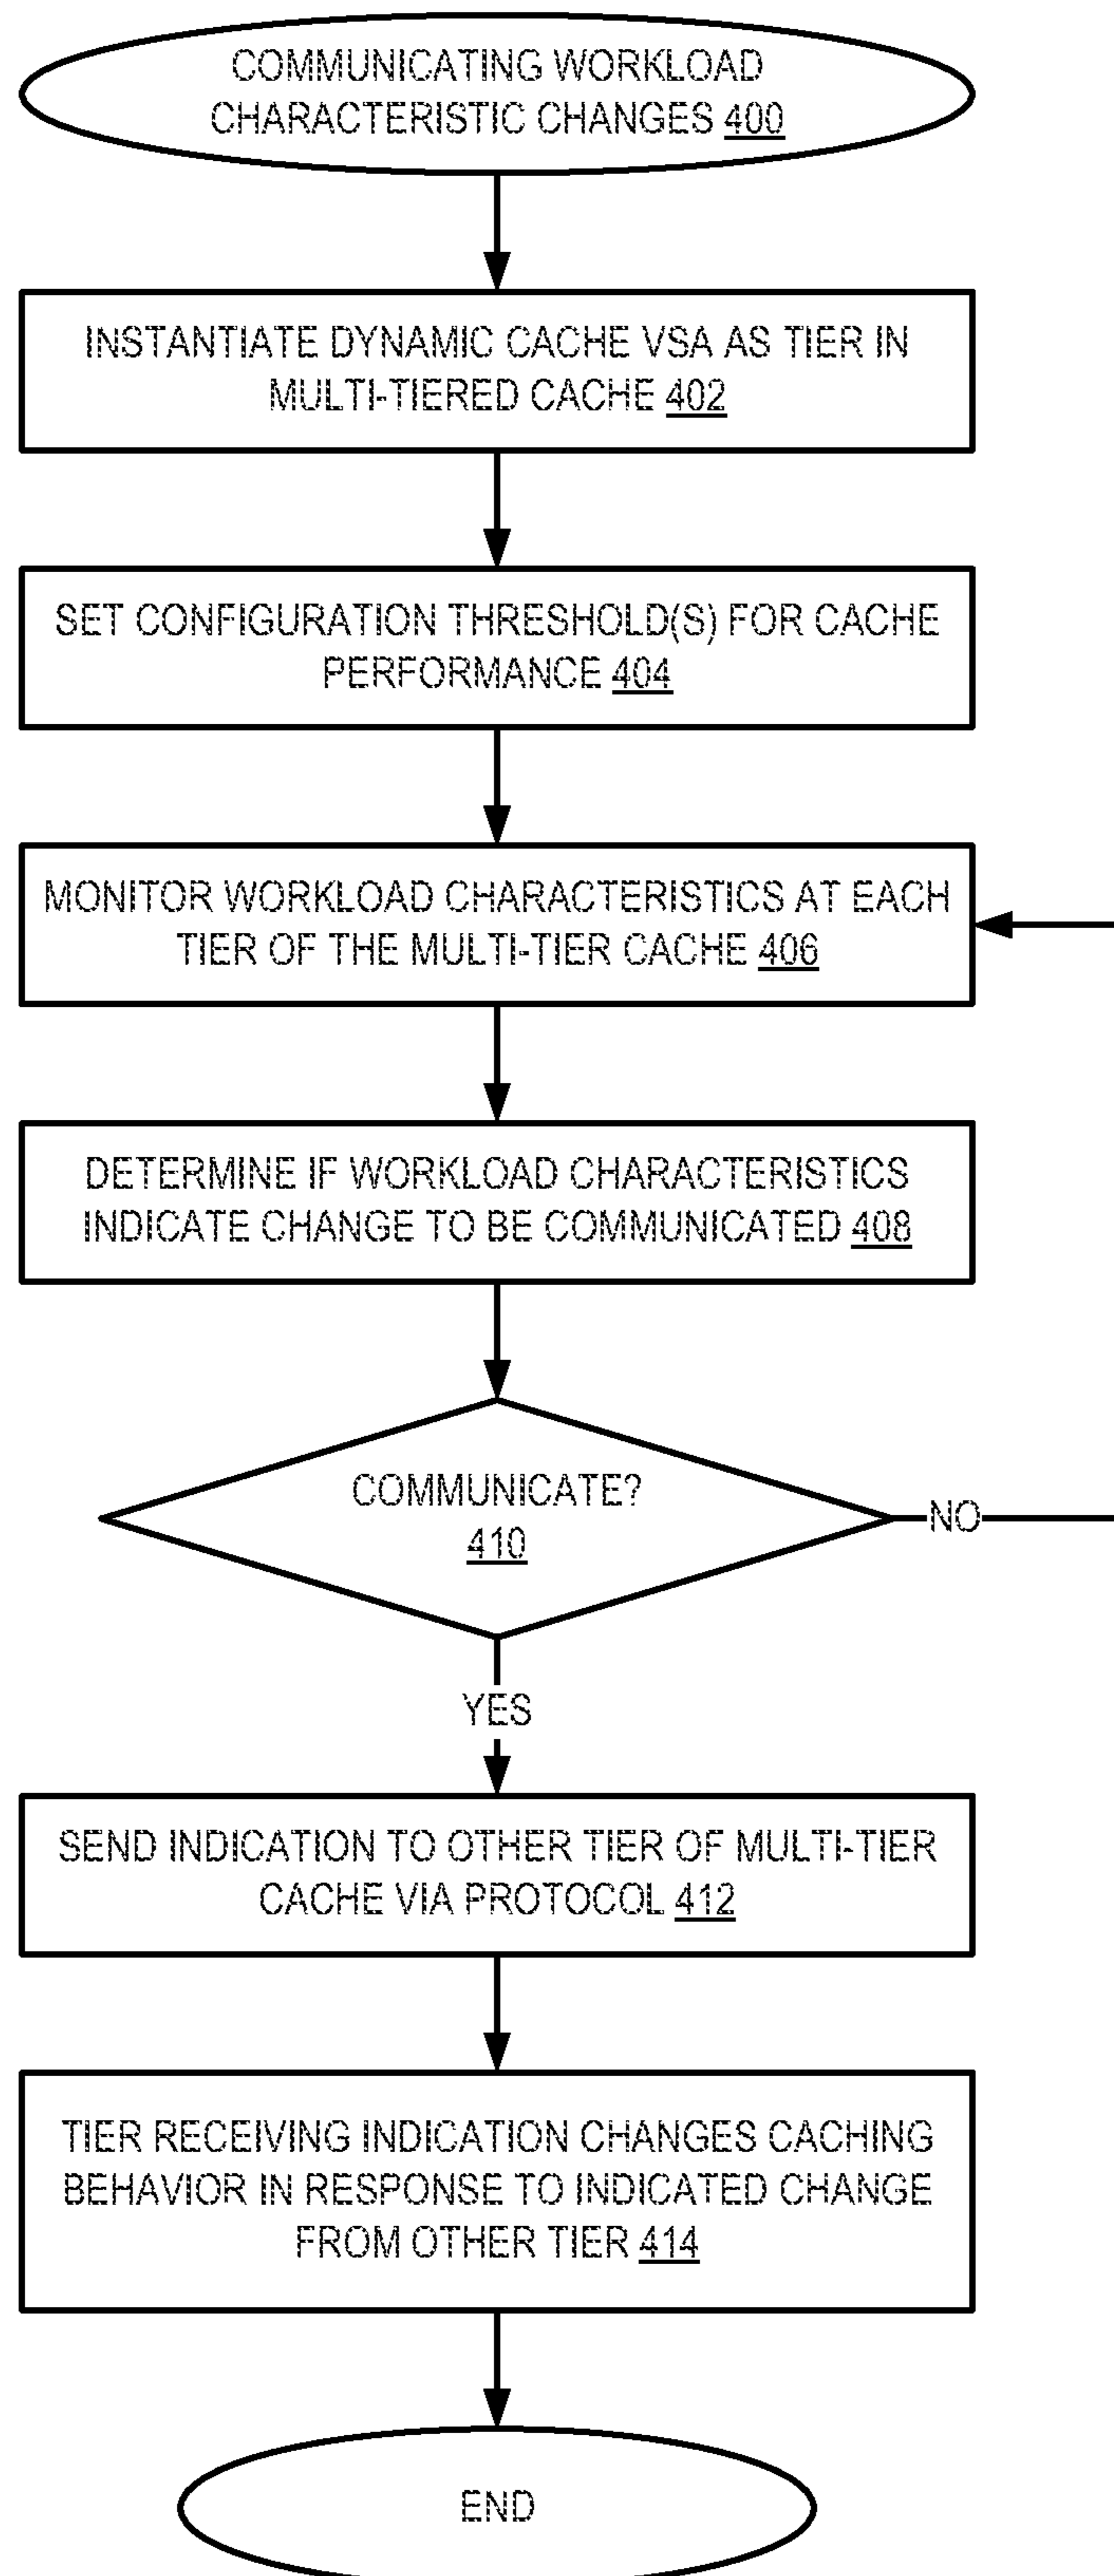 COMMUNICATING WORKLOAD
CHARACTERISTIC CHANGES 400
INSTANTIATE DYNAMIC CACHE VSA AS TIER IN
MULTI-TIERED CACHE 402
SET CONFIGURATION THRESHOLD(S) FOR CACHE
PERFORMANCE 404
MONITOR WORKLOAD CHARACTERISTICS AT EACH
TIER OF THE MULTI-TIER CACHE 406
DETERMINE IF WORKLOAD CHARACTERISTICS
INDICATE CHANGE TO BE COMMUNICATED 408
COMMUNICATE?
410
NO
YES
SEND INDICATION TO OTHER TIER OF MULTI-TIER
CACHE VIA PROTOCOL 412
TIER RECEIVING INDICATION CHANGES CACHING
BEHAVIOR IN RESPONSE TO INDICATED CHANGE
FROM OTHER TIER 414
END